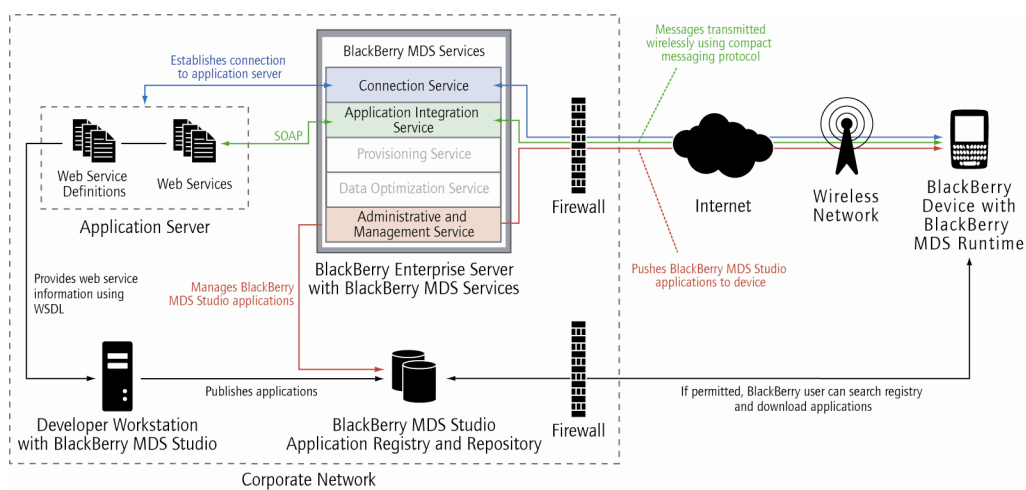 BlackBerry MDS Services
Connection Service
Application Integration
Service
Provisioning Service
Data Optimization Service
Administrative and
Management Service
BlackBerry Enterprise Server
with BlackBerry MDS Services
Establishes connection
to application server
SOAP
Web Service
Definitions
Web Services
Application Server
Messages transmitted
wirelessly using compact
messaging protocol
Firewall
Internet
Wireless
Network
BlackBerry
Device with
BlackBerry
MDS Runtime
Pushes BlackBerry MDS Studio
applications to device
Provides web service
information using
WSDL
Manages BlackBerry
MDS Studio applications
Publishes applications
Developer Workstation
with BlackBerry MDS Studio
BlackBerry MDS Studio
Application Registry and Repository
Firewall
If permitted, BlackBerry user can search registry
and download applications
Corporate Network